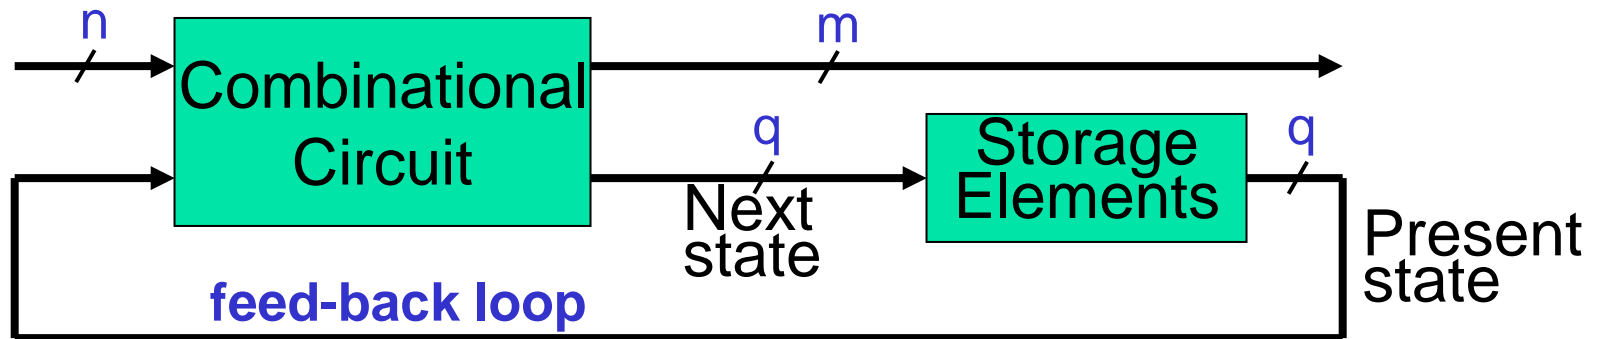 n
m
Combinational
Circuit
q
Storage
Elements
q
Next
state
Present
state
feed-back loop